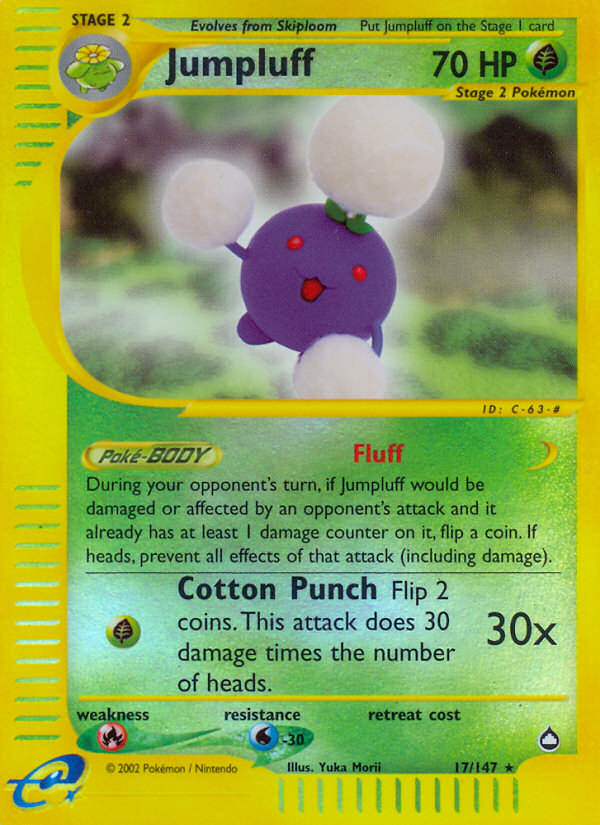 STAGE 2
Evolves from Skiploom Put Jumpluff on the Stage 1 card
Jumpluff 70 HP
Stage 2 Pokémon
ID: C-63-#
Poké-BODY Fluff
During your opponent's turn, if Jumpluff would be
damaged or affected by an opponent's attack and it
already has at least 1 damage counter on it, flip a coin. If
heads, prevent all effects of that attack (including damage).
Cotton Punch Flip 2
coins. This attack does 30
damage times the number
of heads.
30x
weakness resistance retreat cost
-30
© 2002 Pokémon / Nintendo Illus. Yuka Morii 17/147 ★
e